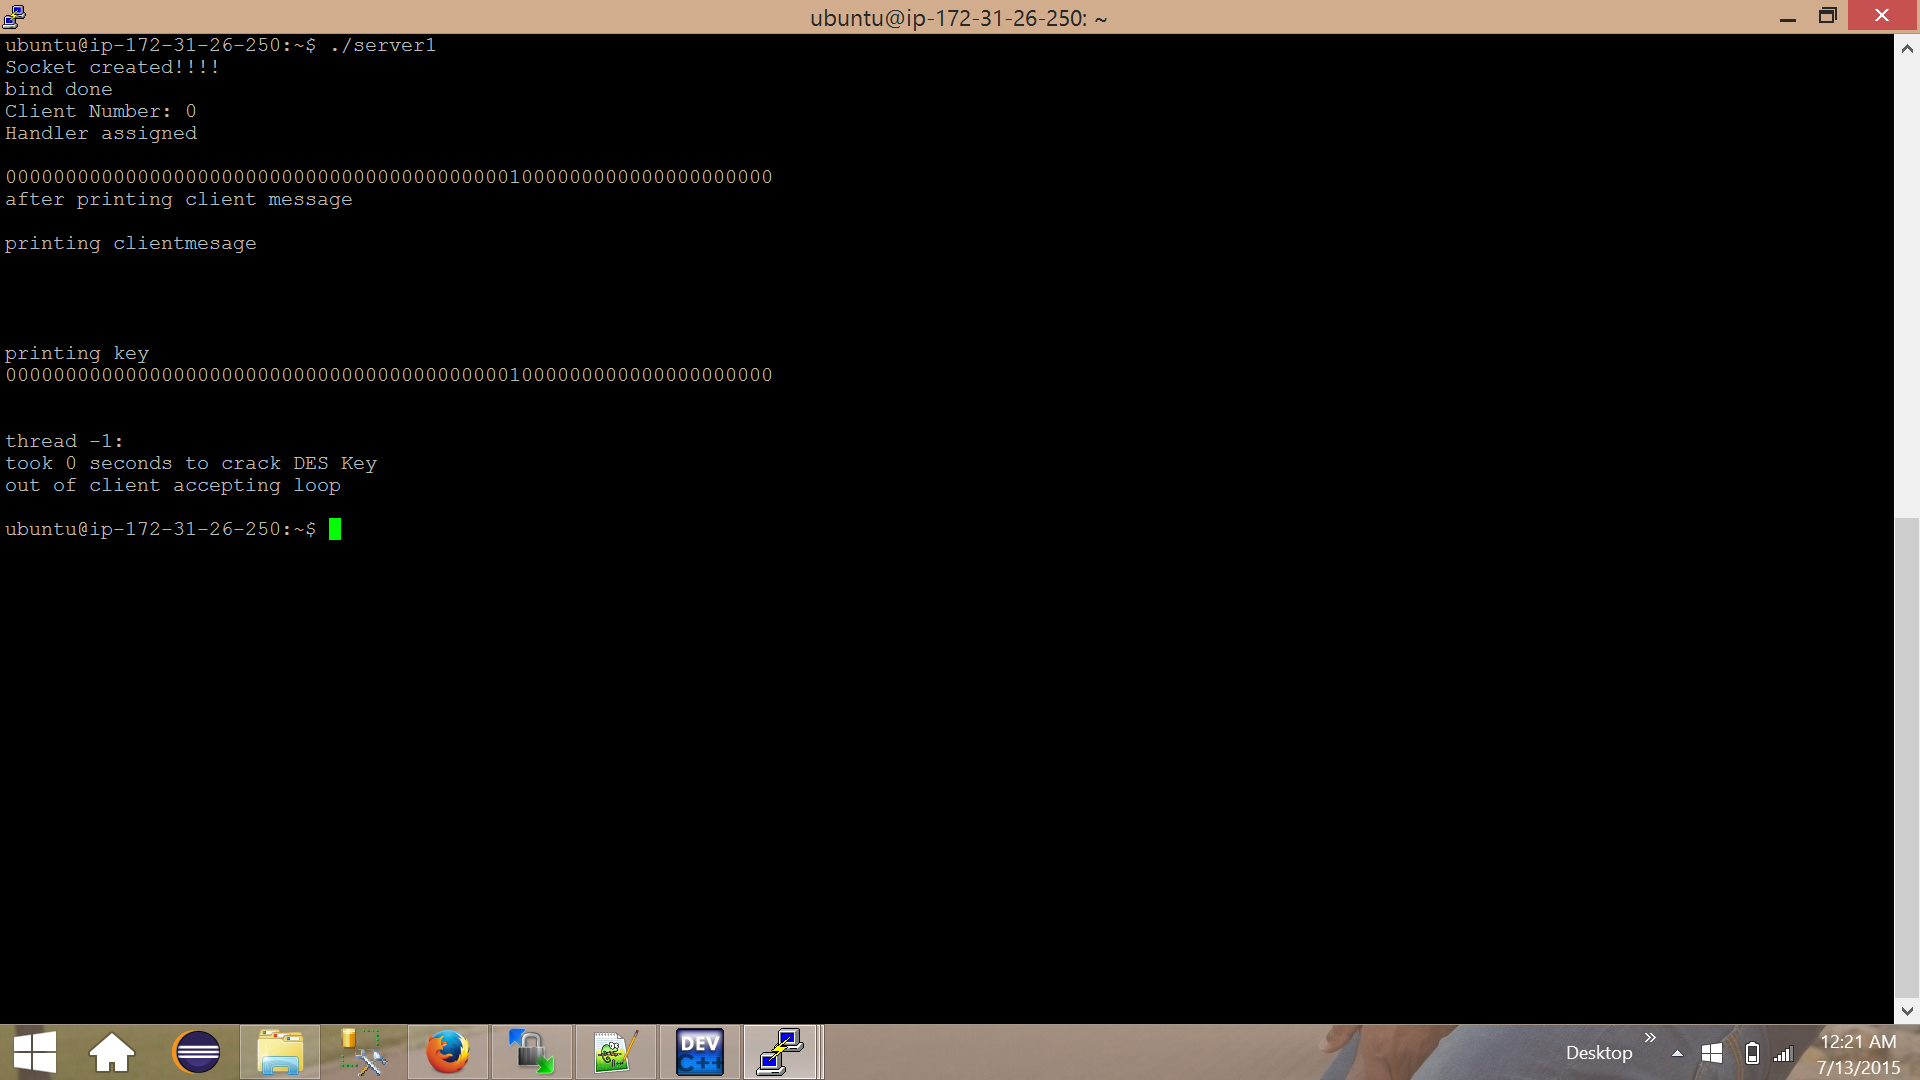 ubuntu@ip-172-31-26-250: ~
ubuntu@ip-172-31-26-250:~$ ./server1
Socket created!!!!
bind done
Client Number: 0
Handler assigned
0000000000000000000000000000000000000000001000000000000000000000
after printing client message
printing clientmesage
printing key
0000000000000000000000000000000000000000001000000000000000000000
thread -1:
took 0 seconds to crack DES Key
out of client accepting loop
ubuntu@ip-172-31-26-250:~$
DEV
C++
Desktop
12:21 AM
7/13/2015